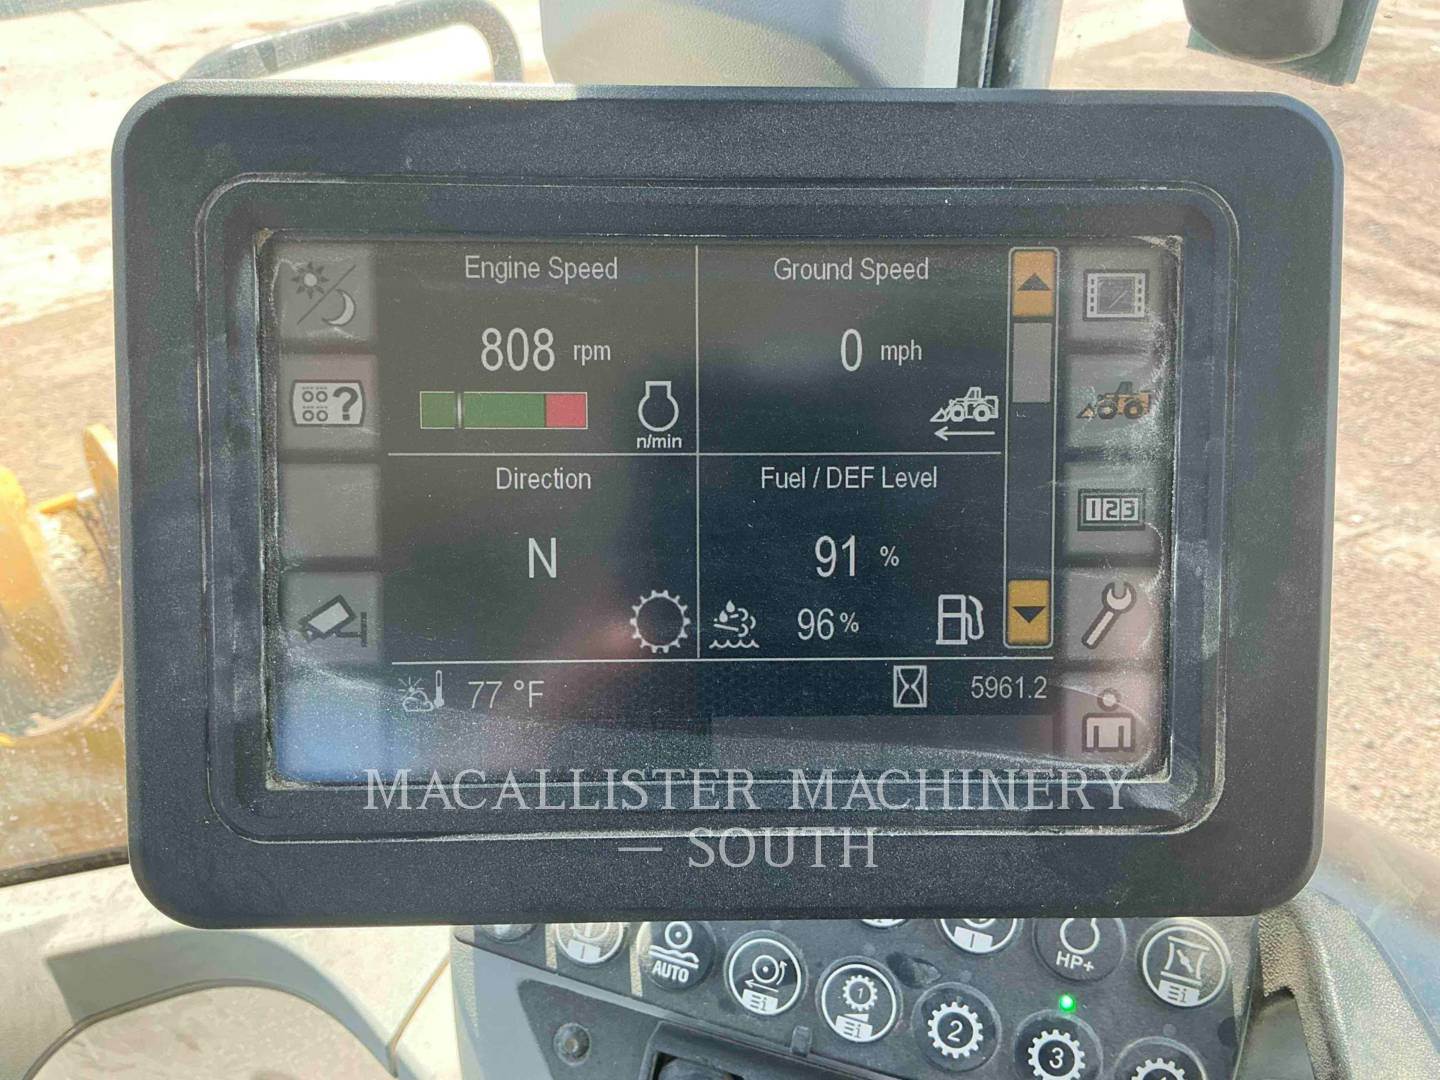 Engine Speed
808 rpm
n/min
Ground Speed
0 mph
Direction
N
Fuel / DEF Level
91 %
96%
77 °F
5961.2
?
123
MACALLISTER MACHINERY
— SOUTH
AUTO
i
1
i
2
HP+
3
i